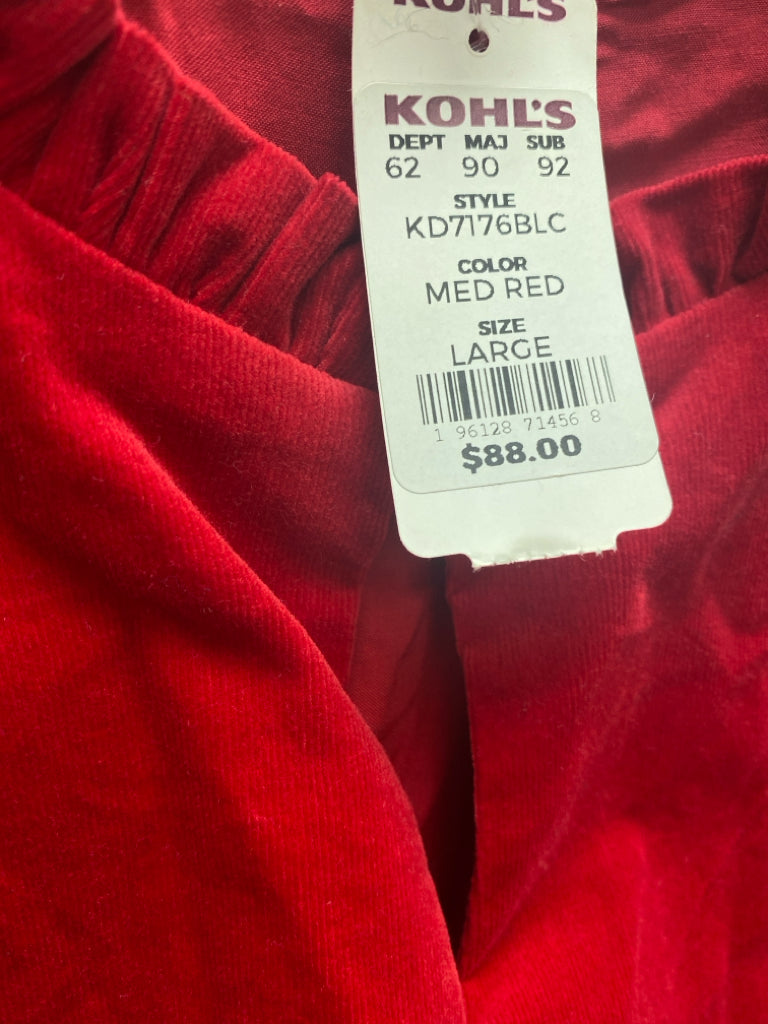 KOHL'S
KOHL'S
DEPT MAJ SUB
62 90 92
STYLE
KD7176BLC
COLOR
MED RED
SIZE
LARGE
1 96128 71456 8
$88.00